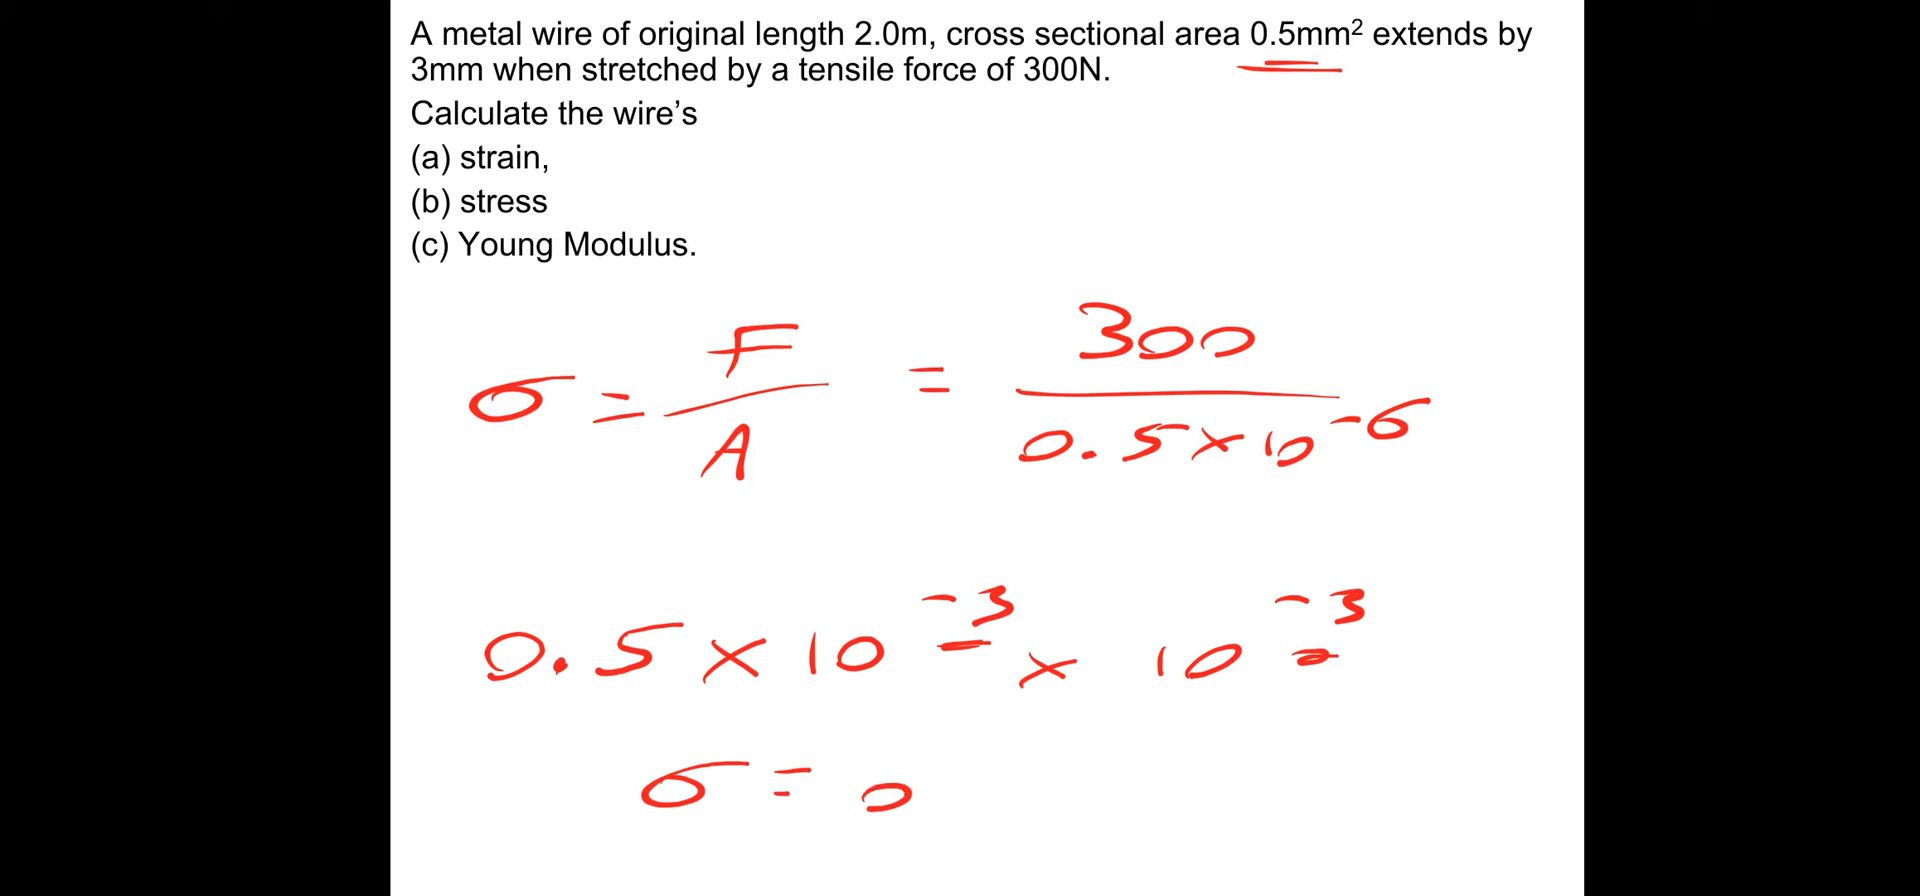 A metal wire of original length 2.0m, cross sectional area 0.5mm² extends by
3mm when stretched by a tensile force of 300N.
Calculate the wire’s
(a) strain,
(b) stress
(c) Young Modulus.
σ = F/A = 300/0.5×10⁻⁶
0.5 × 10⁻³ × 10⁻³
σ = 0